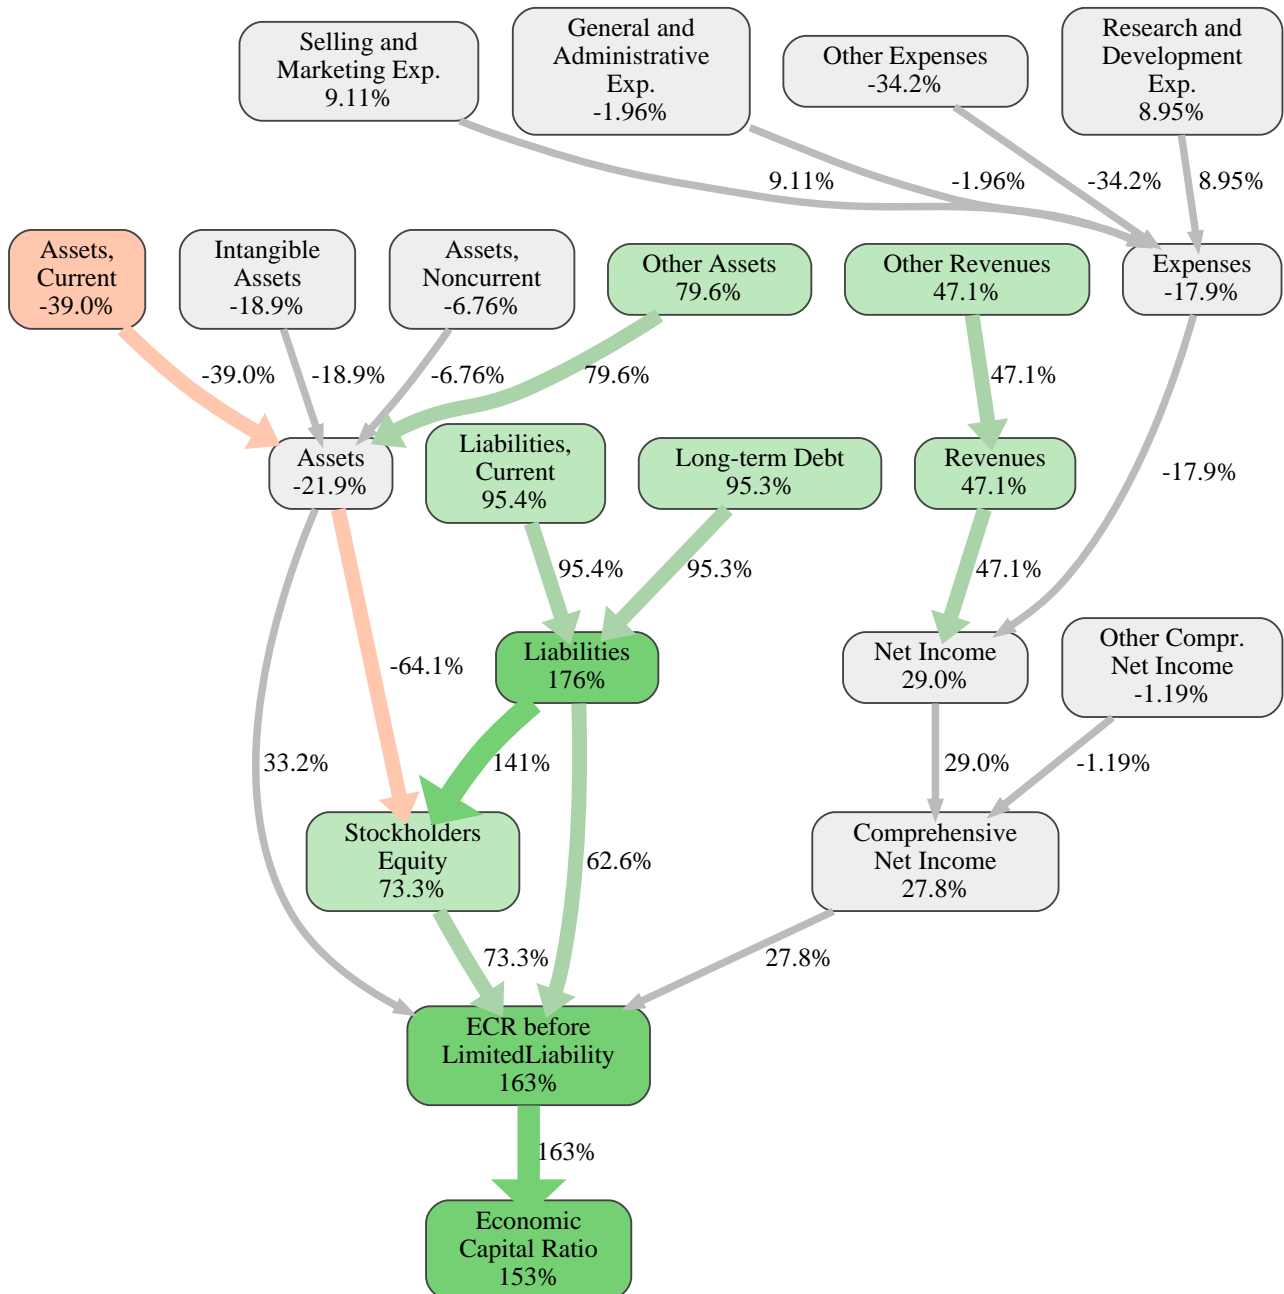 Selling and
Marketing Exp.
9.11%
General and
Administrative
Exp.
-1.96%
Other Expenses
-34.2%
Research and
Development
Exp.
8.95%
9.11%
-1.96%
-34.2%
8.95%
Assets,
Current
-39.0%
Intangible
Assets
-18.9%
Assets,
Noncurrent
-6.76%
Other Assets
79.6%
Other Revenues
47.1%
Expenses
-17.9%
-39.0%
-18.9%
-6.76%
79.6%
47.1%
Assets
-21.9%
Liabilities,
Current
95.4%
Long-term Debt
95.3%
Revenues
47.1%
-17.9%
95.4%
95.3%
47.1%
Liabilities
176%
Net Income
29.0%
Other Compr.
Net Income
-1.19%
-64.1%
33.2%
141%
29.0%
-1.19%
Stockholders
Equity
73.3%
62.6%
Comprehensive
Net Income
27.8%
73.3%
27.8%
ECR before
LimitedLiability
163%
163%
Economic
Capital Ratio
153%